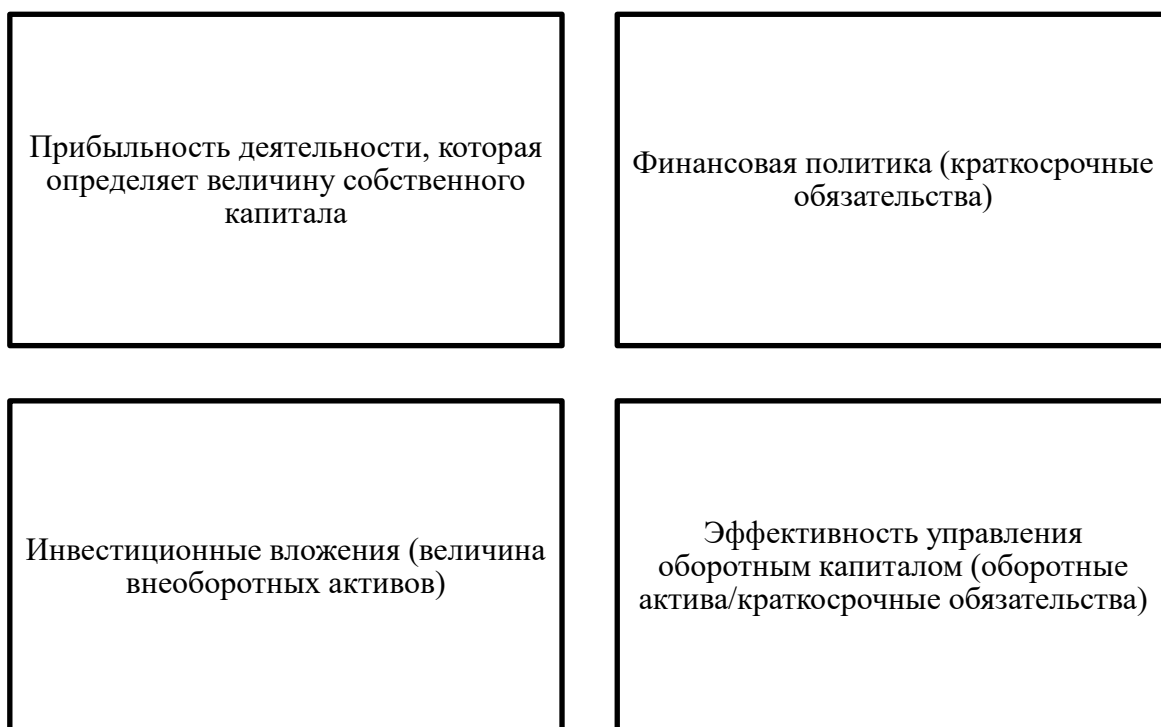 Прибыльность деятельности, которая
определяет величину собственного
капитала
Финансовая политика (краткосрочные
обязательства)
Инвестиционные вложения (величина
внеоборотных активов)
Эффективность управления
оборотным капиталом (оборотные
актива/краткосрочные обязательства)